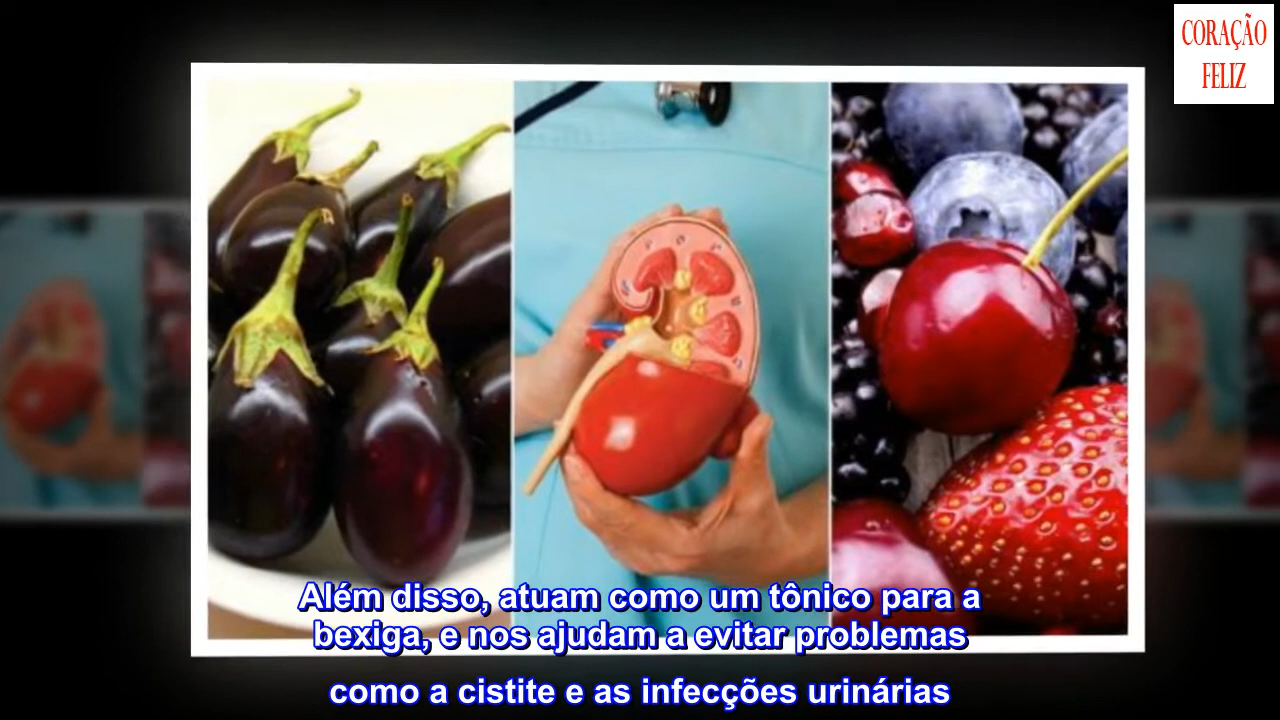 CORAÇÃO
FELIZ
Além disso, atuam como um tônico para a
bexiga, e nos ajudam a evitar problemas
como a cistite e as infecções urinárias